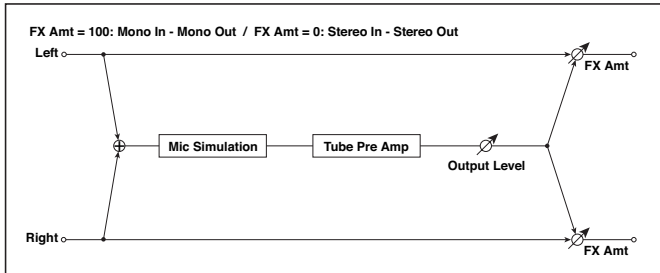 FX Amt = 100: Mono In - Mono Out / FX Amt = 0: Stereo In - Stereo Out
Left
FX Amt
Mic Simulation
Tube Pre Amp
Output Level
Right
FX Amt